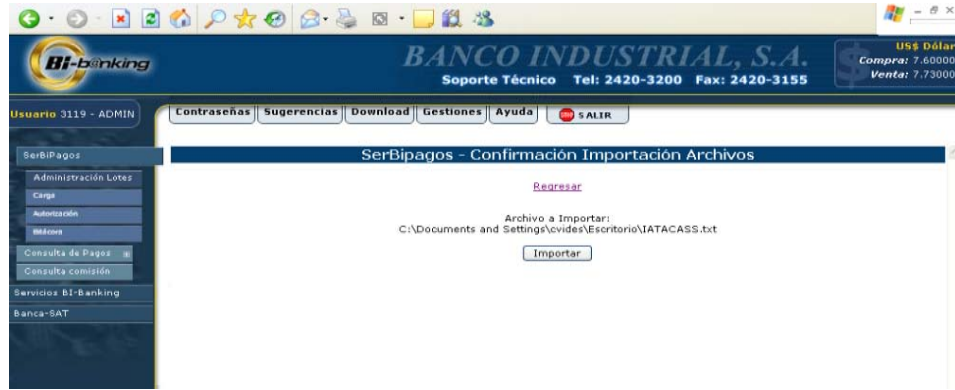 Bi-bënking
BANCO INDUSTRIAL, S.A.
Soporte Técnico Tel: 2420-3200 Fax: 2420-3155
US$ Dólar
Compra: 7.60000
Venta: 7.73000
Usuario 3119 - ADMIN
Contraseñas Sugerencias Download Gestiones Ayuda STOP SALIR
SerBiPagos
Administración Lotes
Carga
Autorización
Bitácora
Consulta de Pagos
Consulta comisión
Servicios BI-Banking
Banca-SAT
SerBipagos - Confirmación Importación Archivos
Regresar
Archivo a Importar:
C:\Documents and Settings\cvides\Escritorio\IATACASS.txt
Importar